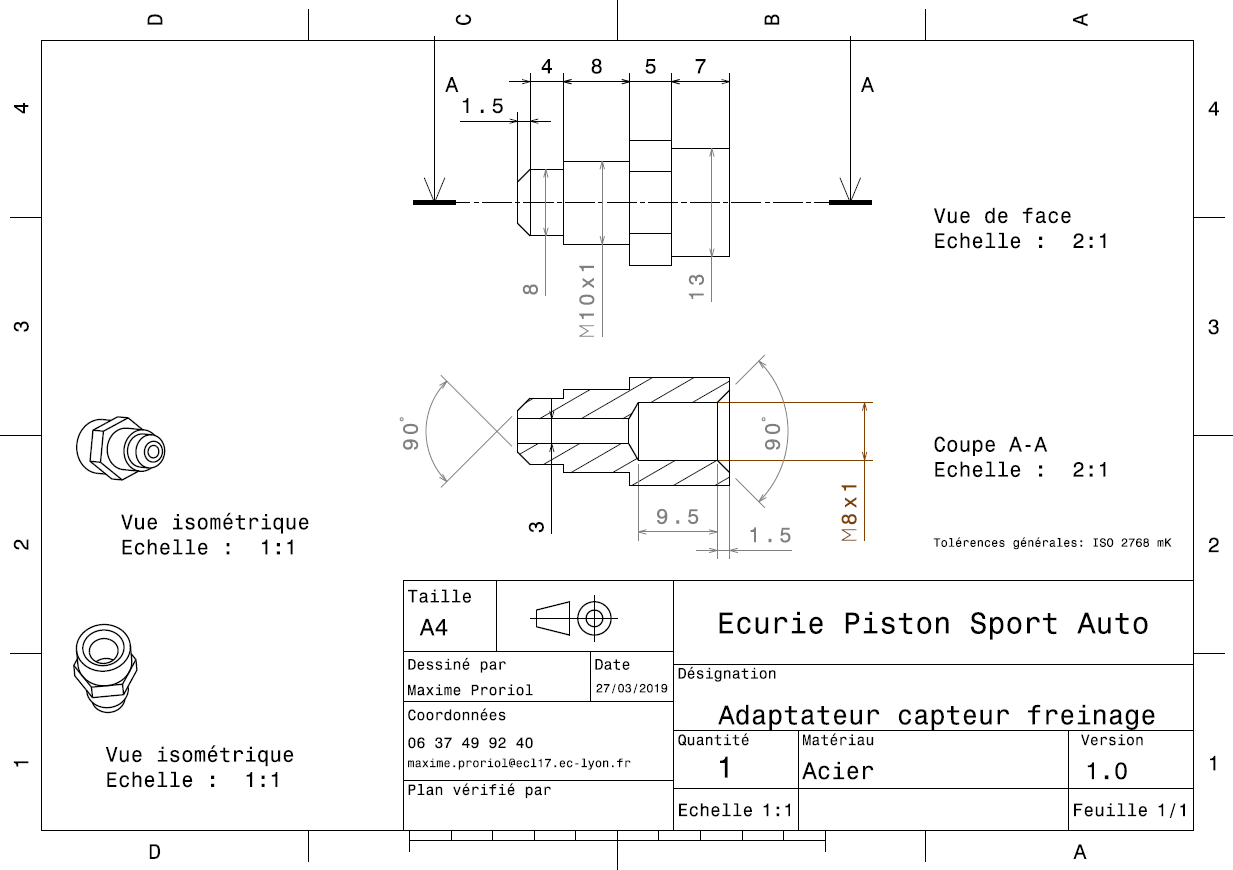 D C B A
4 8 5 7
A A
1.5
4 4
Vue de face
Echelle : 2:1
8
M10x1
13
3 3
90°
90°
Coupe A-A
Echelle : 2:1
M8x1
9.5
1.5
3
Vue isométrique
Echelle : 1:1
Tolérences générales: ISO 2768 mK
2 2
Taille
A4
Ecurie Piston Sport Auto
Dessiné par
Maxime Proriol
Date
27/03/2019
Désignation
Adaptateur capteur freinage
Coordonnées
06 37 49 92 40
maxime.proriol@ecl17.ec-lyon.fr
Quantité
1
Matériau
Acier
Version
1.0
Vue isométrique
Echelle : 1:1
1 1
Plan vérifié par
Echelle 1:1
Feuille 1/1
D A